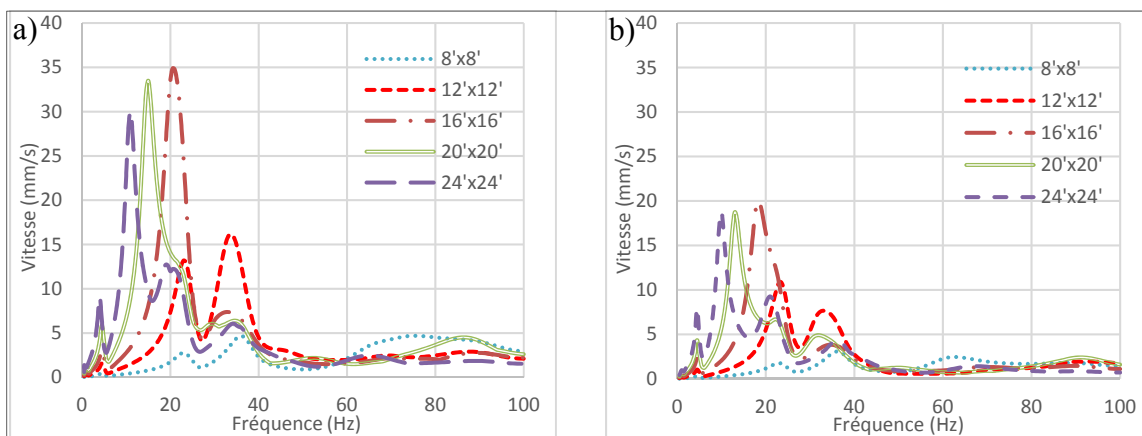 a)
40
35
30
25
20
15
10
5
0
Vitesse (mm/s)
0 20 40 60 80 100
Fréquence (Hz)
8'x8'
12'x12'
16'x16'
20'x20'
24'x24'
b)
40
35
30
25
20
15
10
5
0
Vitesse (mm/s)
0 20 40 60 80 100
Fréquence (Hz)
8'x8'
12'x12'
16'x16'
20'x20'
24'x24'